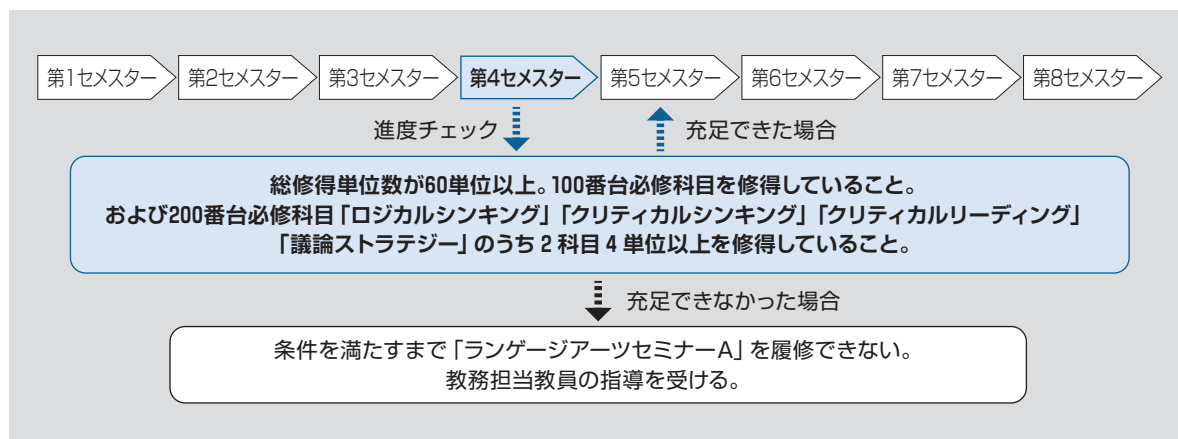 第1セメスター
第2セメスター
第3セメスター
第4セメスター
第5セメスター
第6セメスター
第7セメスター
第8セメスター
進度チェック
充足できた場合
総修得単位数が60単位以上。100番台必修科目を修得していること。
および200番台必修科目「ロジカルシンキング」「クリティカルシンキング」「クリティカルリーディング」
「議論ストラテジー」のうち2科目4単位以上を修得していること。
充足できなかった場合
条件を満たすまで「ランゲージアーツセミナーA」を履修できない。
教務担当教員の指導を受ける。